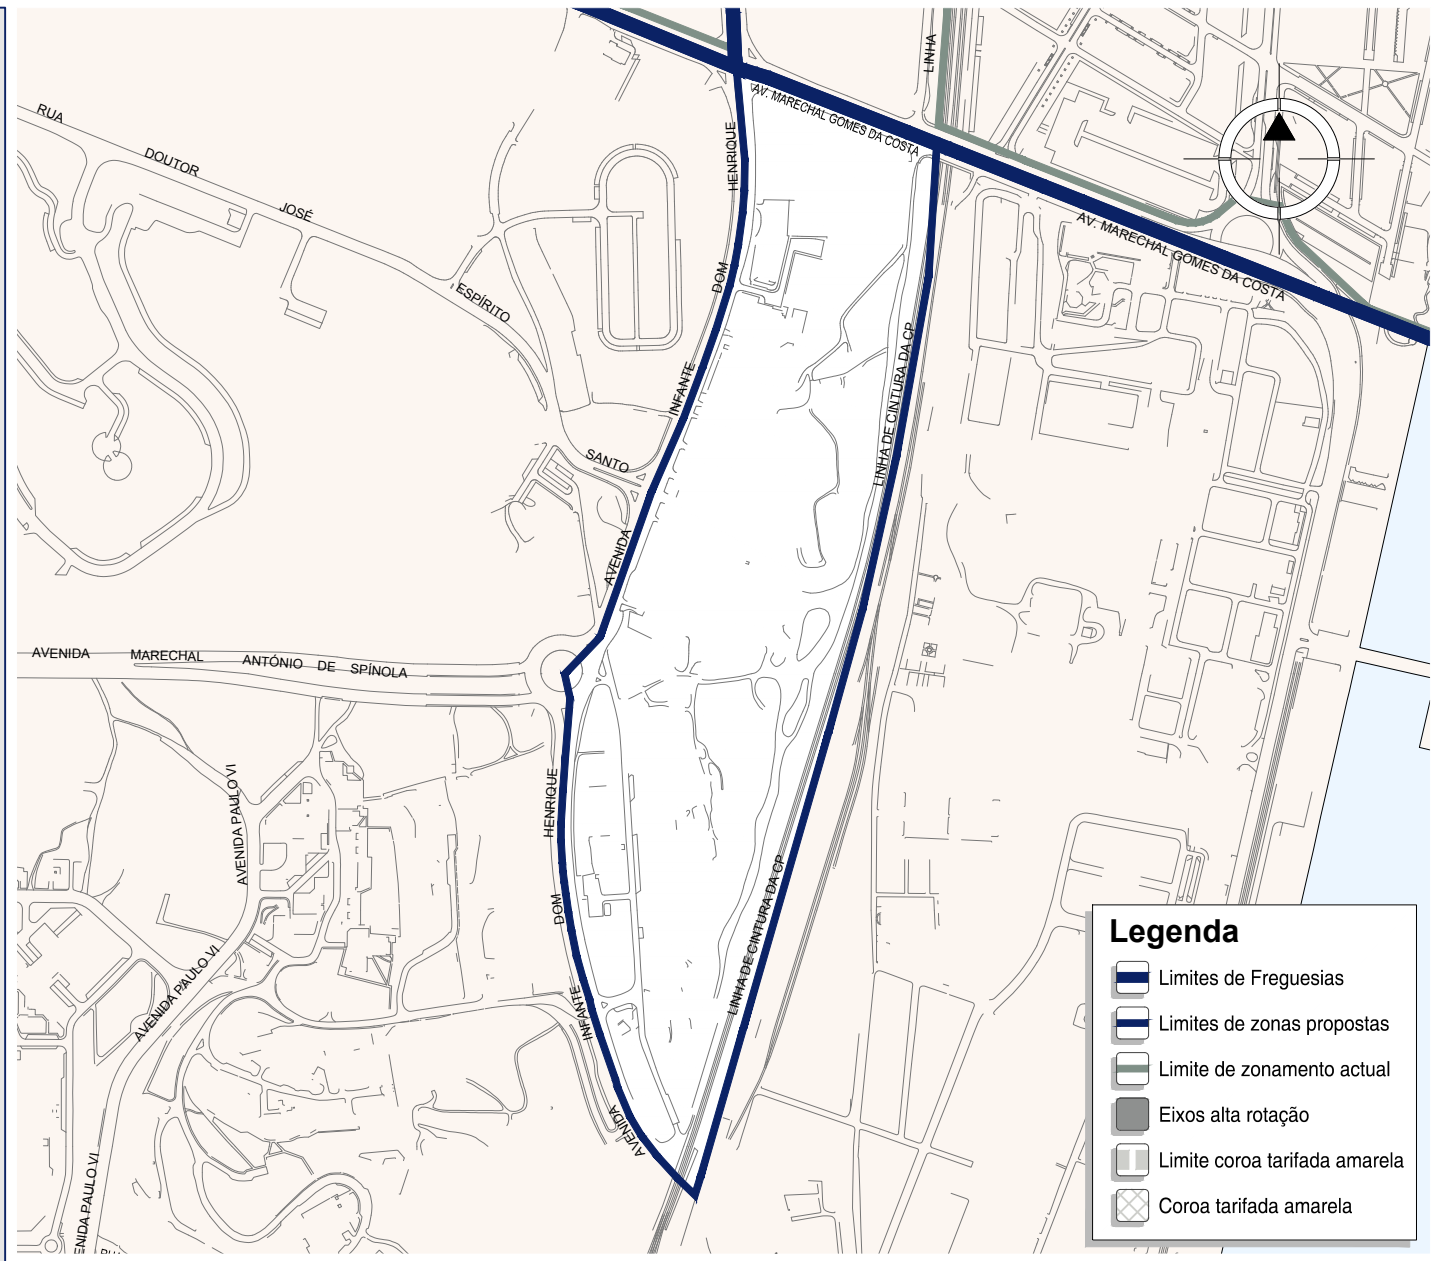 LINHA
AV. MARECHAL GOMES DA COSTA
RUA
DOUTOR
JOSÉ
ESPÍRITO
SANTO
HENRIQUE
DOM
INFANTE
AVENIDA
AV. MARECHAL GOMES DA COSTA
LINHA DE CINTURA DA CP
AVENIDA MARECHAL ANTÓNIO DE SPÍNOLA
AVENIDA PAULO VI
HENRIQUE
DOM
INFANTE
AVENIDA
LINHA DE CINTURA DA CP
AVENIDA PAULO VI
ENIDA PAULO VI
Legenda
Limites de Freguesias
Limites de zonas propostas
Limite de zonamento actual
Eixos alta rotação
Limite coroa tarifada amarela
Coroa tarifada amarela